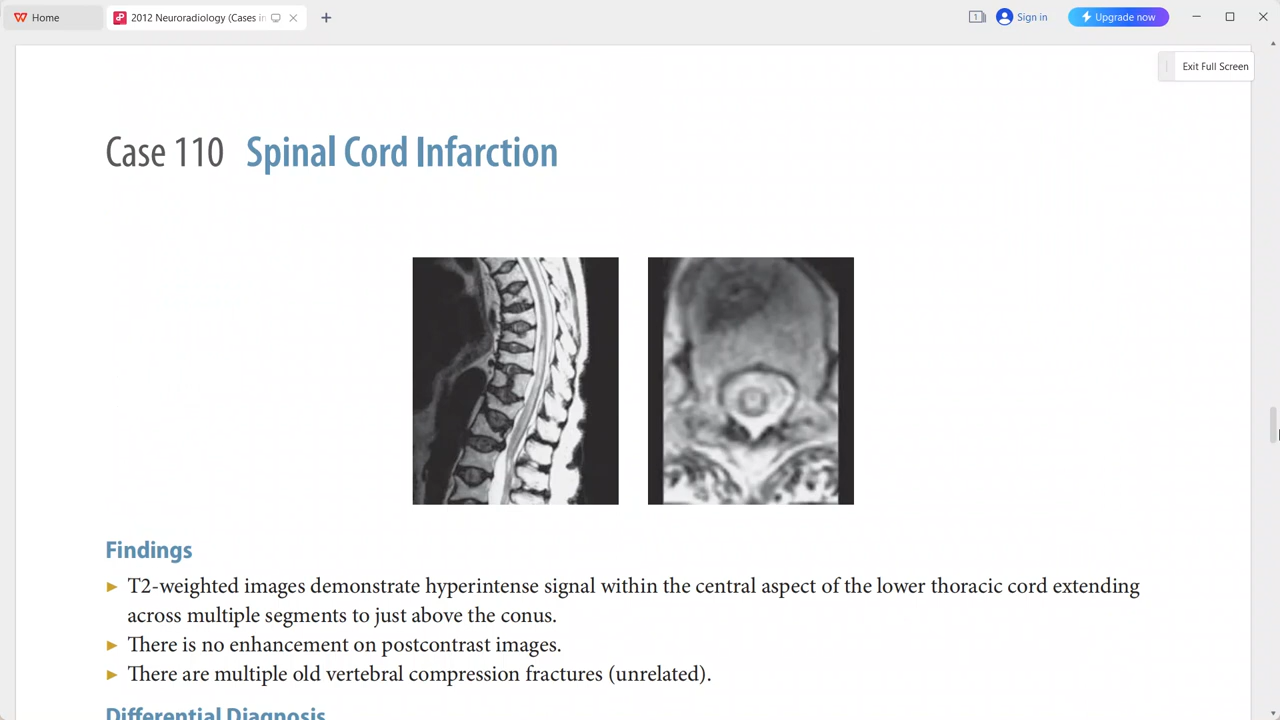 Home
2012 Neuroradiology (Cases in
1
Sign in
Upgrade now
Exit Full Screen
Case 110 Spinal Cord Infarction
Findings
► T2-weighted images demonstrate hyperintense signal within the central aspect of the lower thoracic cord extending
across multiple segments to just above the conus.
► There is no enhancement on postcontrast images.
► There are multiple old vertebral compression fractures (unrelated).
Differential Diagnosis